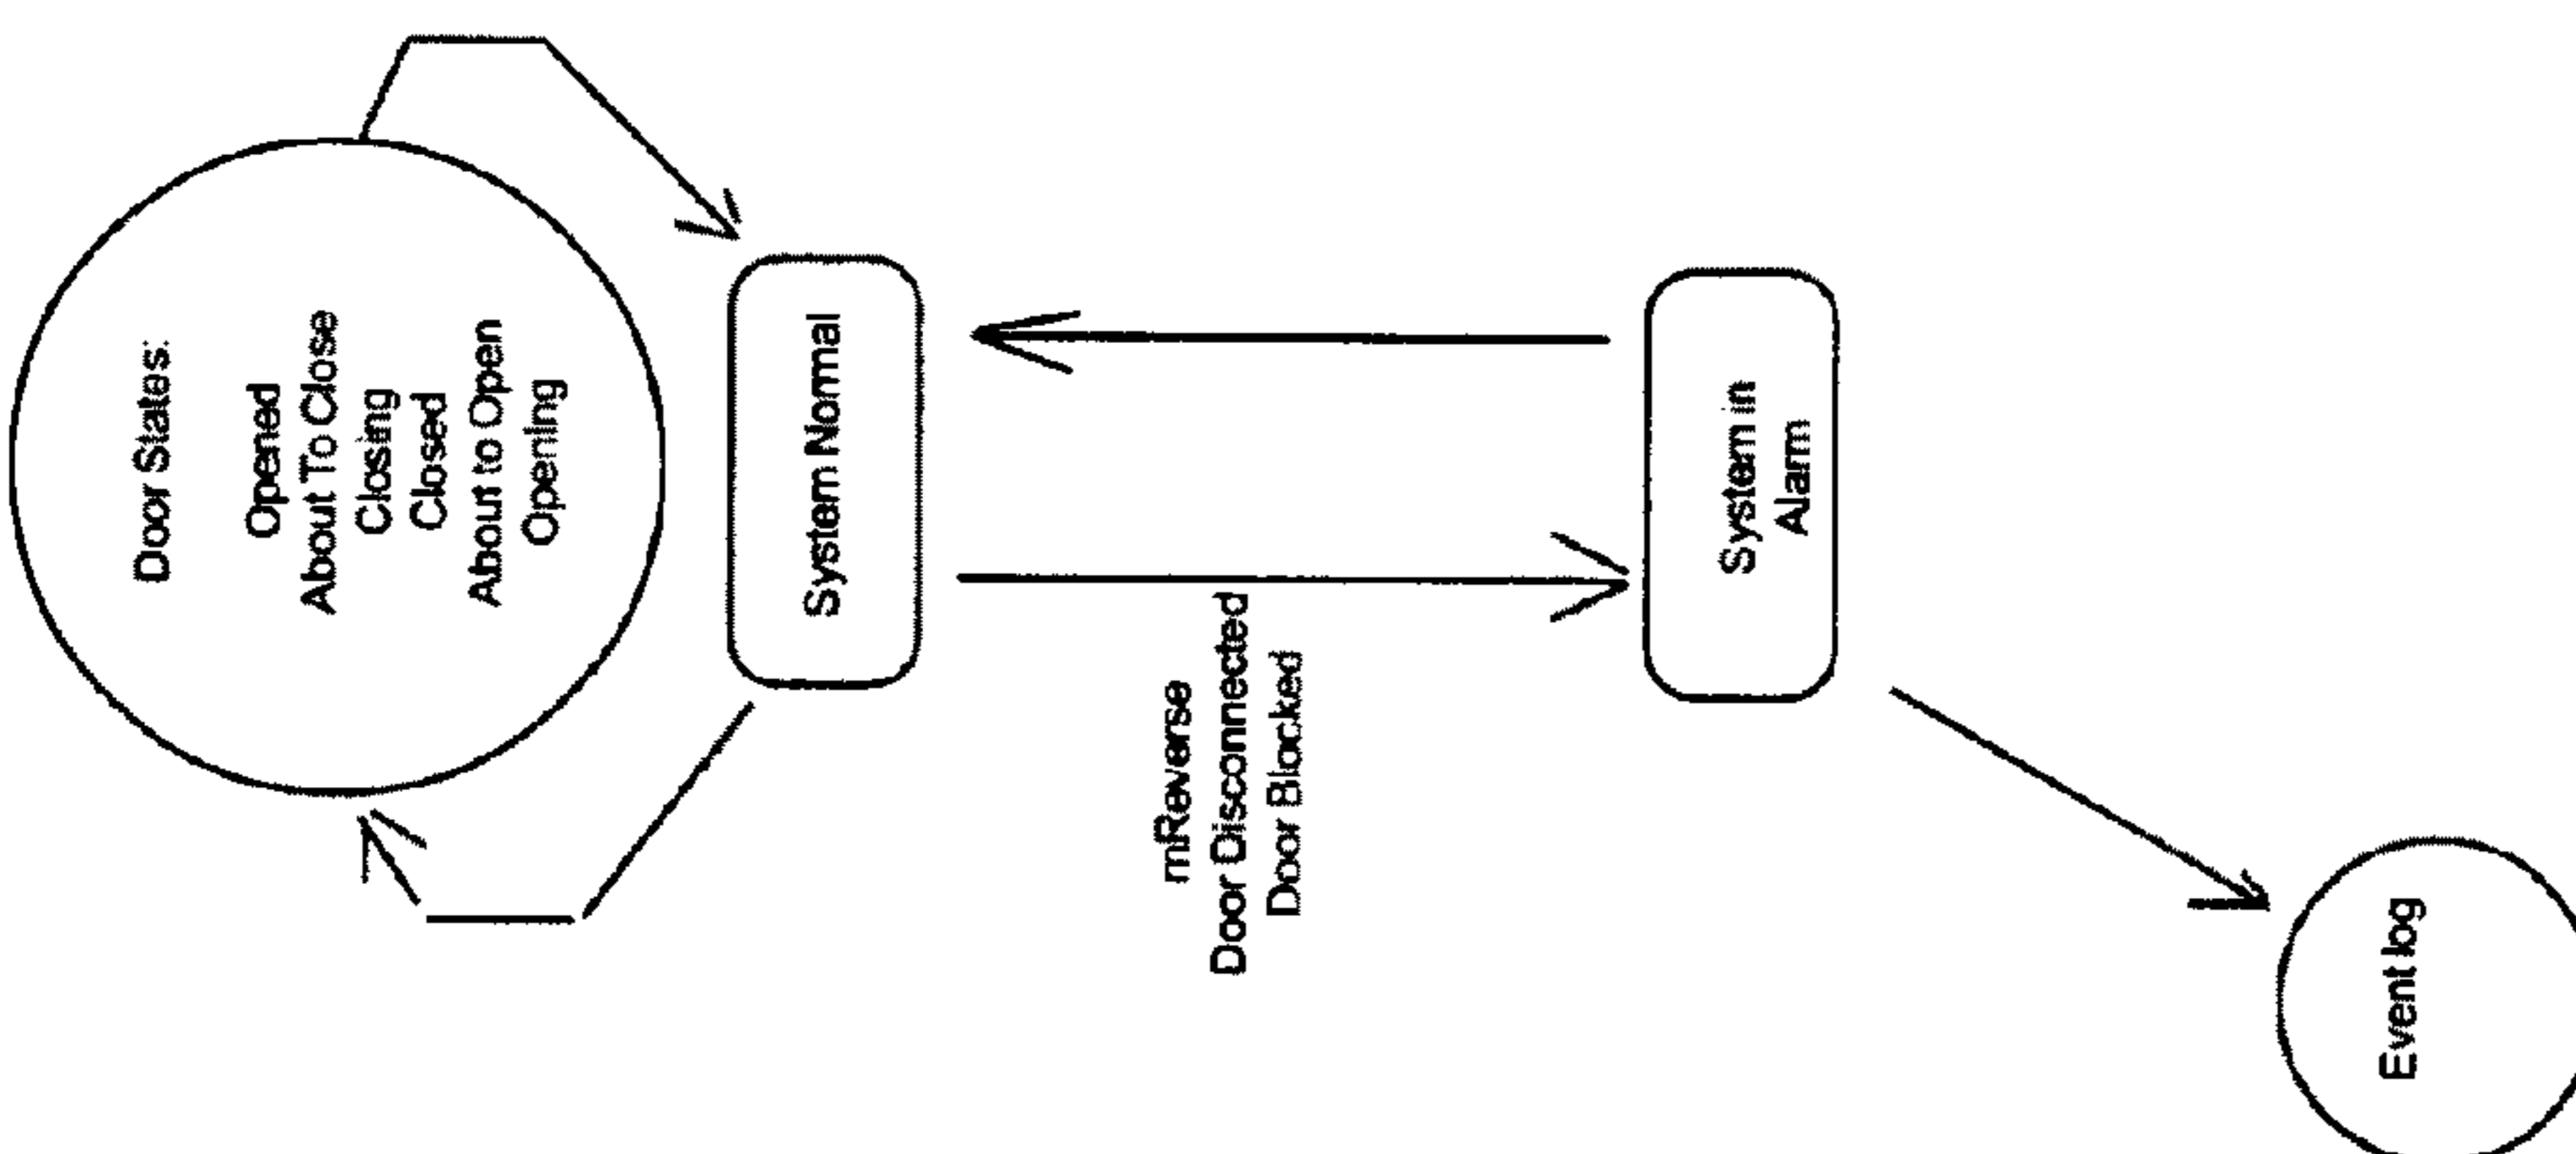 Door States:
Opened
About To Close
Closing
Closed
About to Open
Opening
System Normal
mReverse
Door Disconnected
Door Blocked
System in
Alarm
Event log